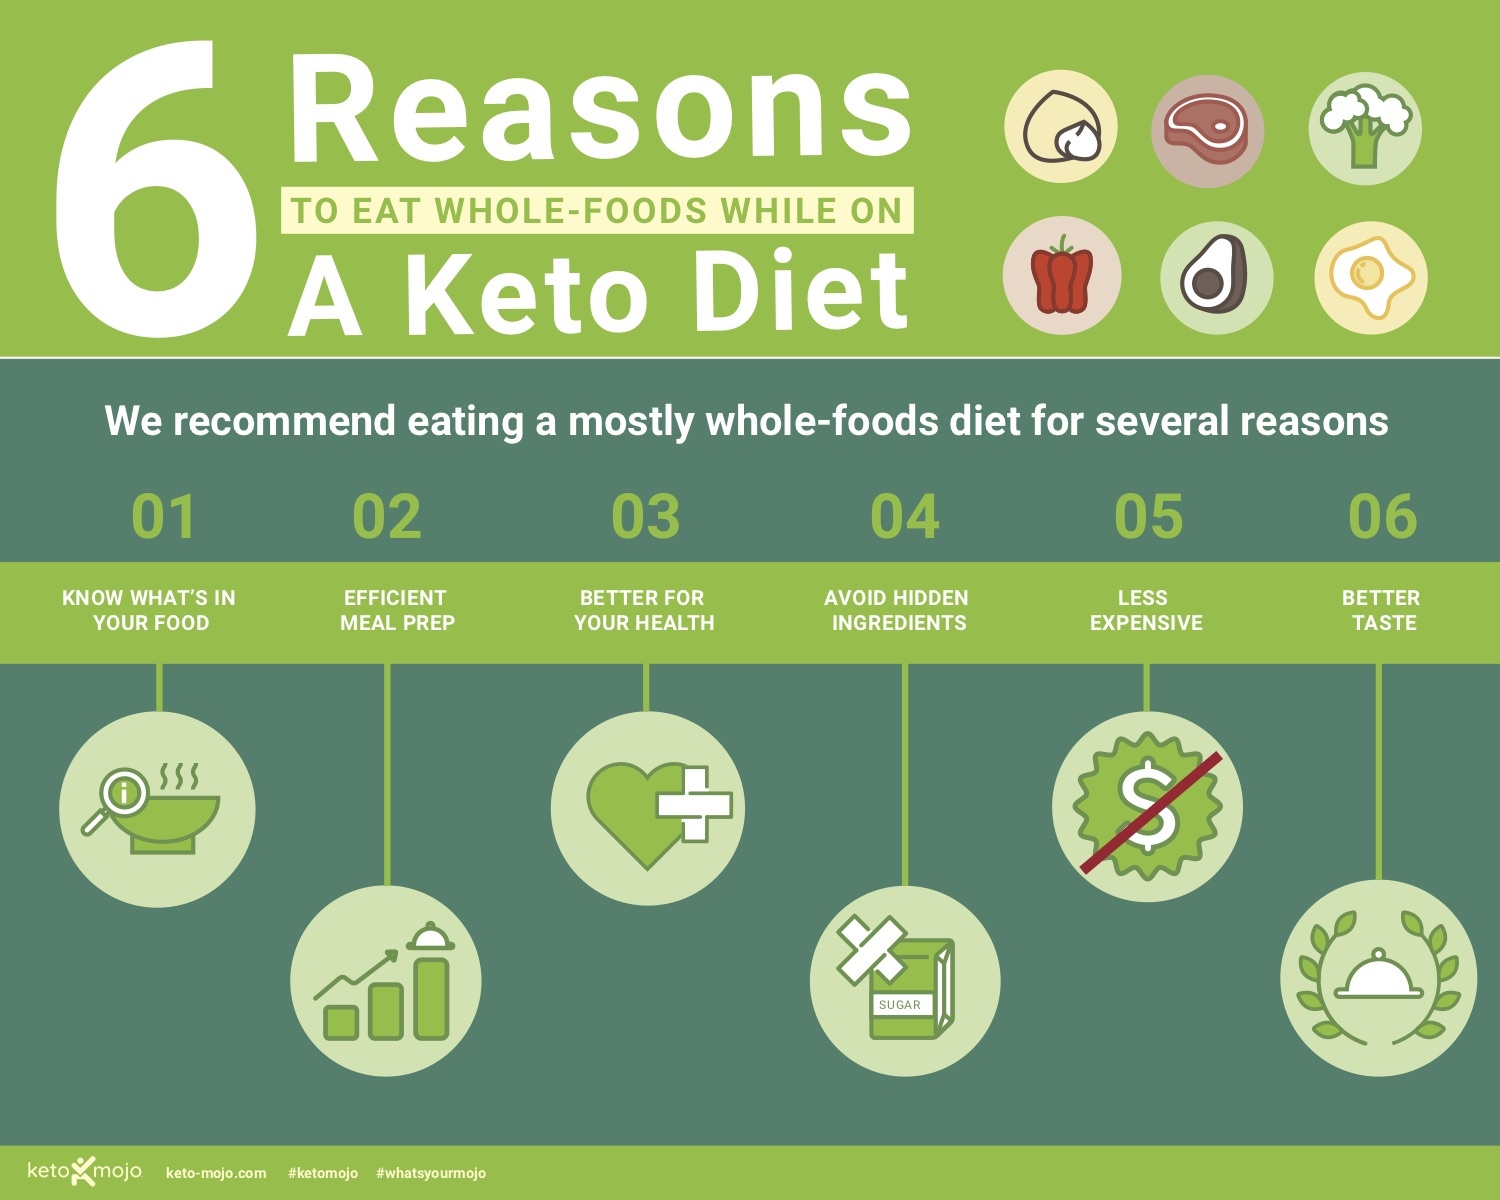 6 Reasons
TO EAT WHOLE-FOODS WHILE ON
A Keto Diet
We recommend eating a mostly whole-foods diet for several reasons
01
KNOW WHAT'S IN
YOUR FOOD
i
02
EFFICIENT
MEAL PREP
03
BETTER FOR
YOUR HEALTH
04
AVOID HIDDEN
INGREDIENTS
SUGAR
05
LESS
EXPENSIVE
$
06
BETTER
TASTE
keto mojo keto-mojo.com #ketomojo #whatsyourmojo